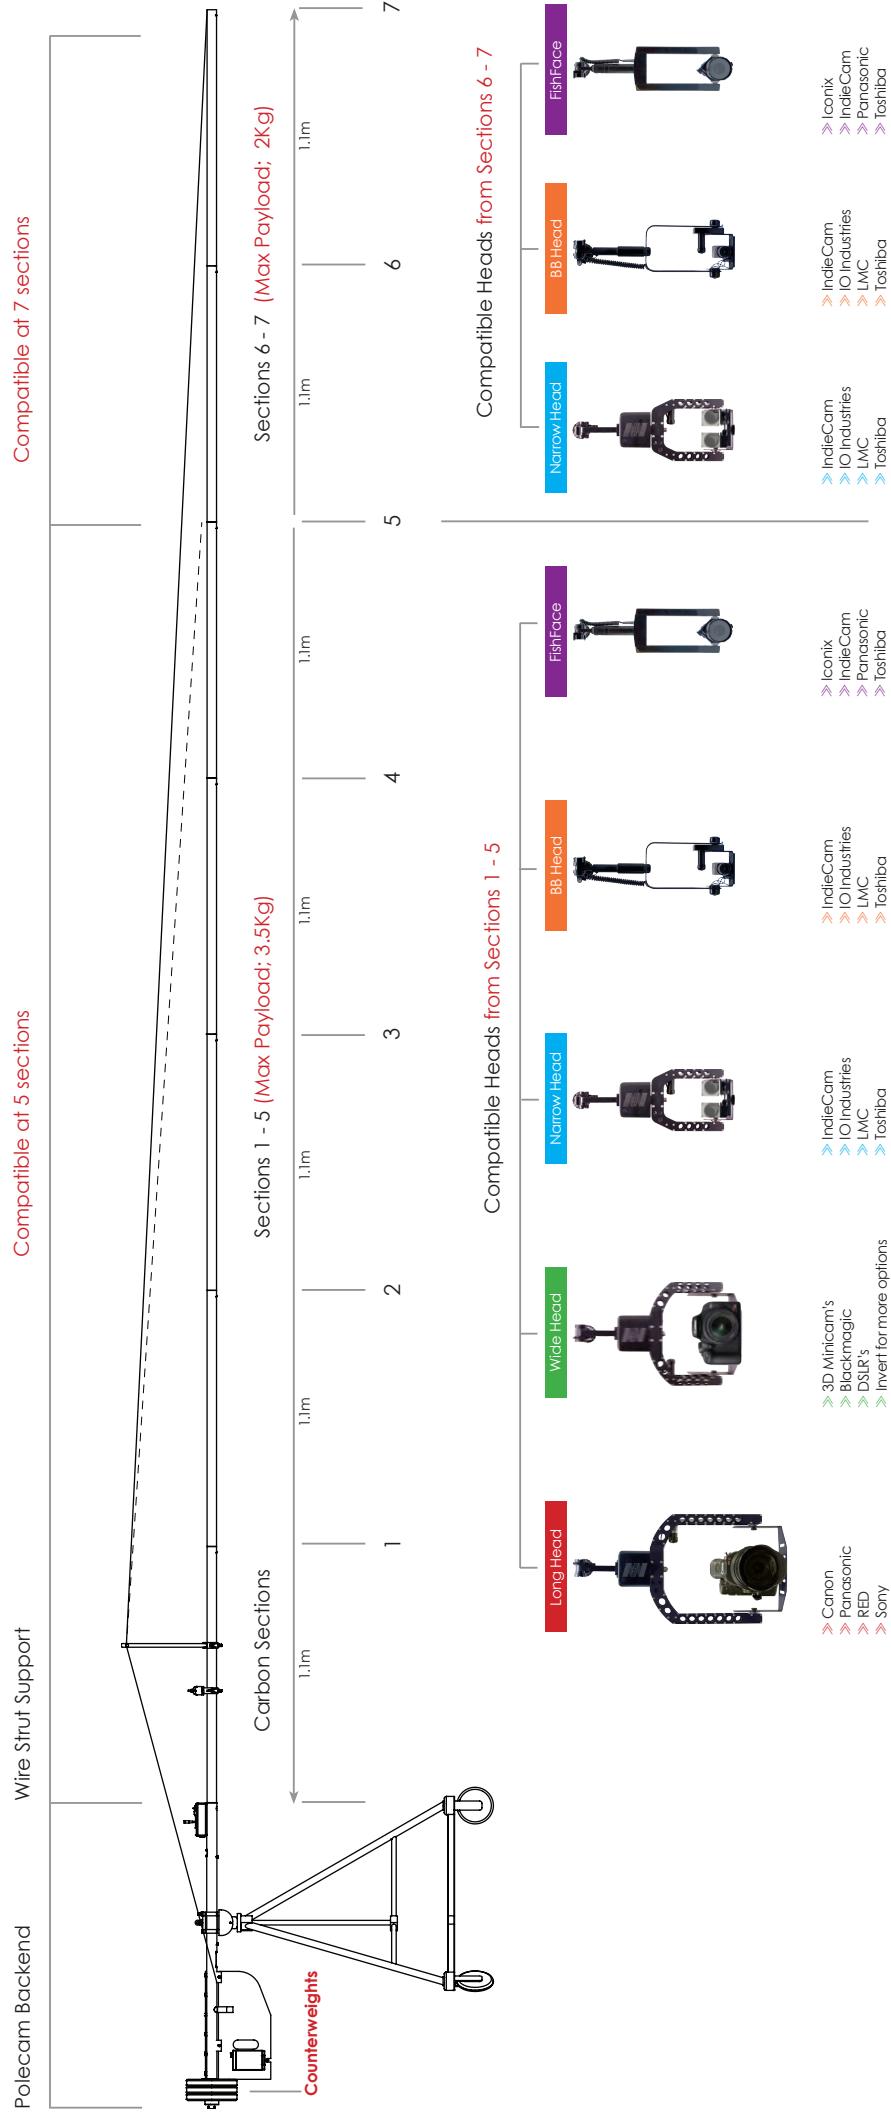 Polecam Backend
Wire Strut Support
Compatible at 5 sections
Compatible at 7 sections
Counterweights
Carbon Sections
Sections 1 - 5 (Max Payload; 3.5Kg)
Sections 6 - 7 (Max Payload; 2Kg)
1.1m
1.1m
1.1m
1.1m
1.1m
1.1m
1.1m
1
2
3
4
5
6
7
Compatible Heads from Sections 1 - 5
Long Head
» Canon
» Panasonic
» RED
» Sony
Wide Head
» 3D Minicam's
» Blackmagic
» DSLR's
» Invert for more options
Narrow Head
» IndieCam
» IO Industries
» LMC
» Toshiba
BB Head
» IndieCam
» IO Industries
» LMC
» Toshiba
FishFace
» Iconix
» IndieCam
» Panasonic
» Toshiba
Compatible Heads from Sections 6 - 7
Narrow Head
» IndieCam
» IO Industries
» LMC
» Toshiba
BB Head
» IndieCam
» IO Industries
» LMC
» Toshiba
FishFace
» Iconix
» IndieCam
» Panasonic
» Toshiba